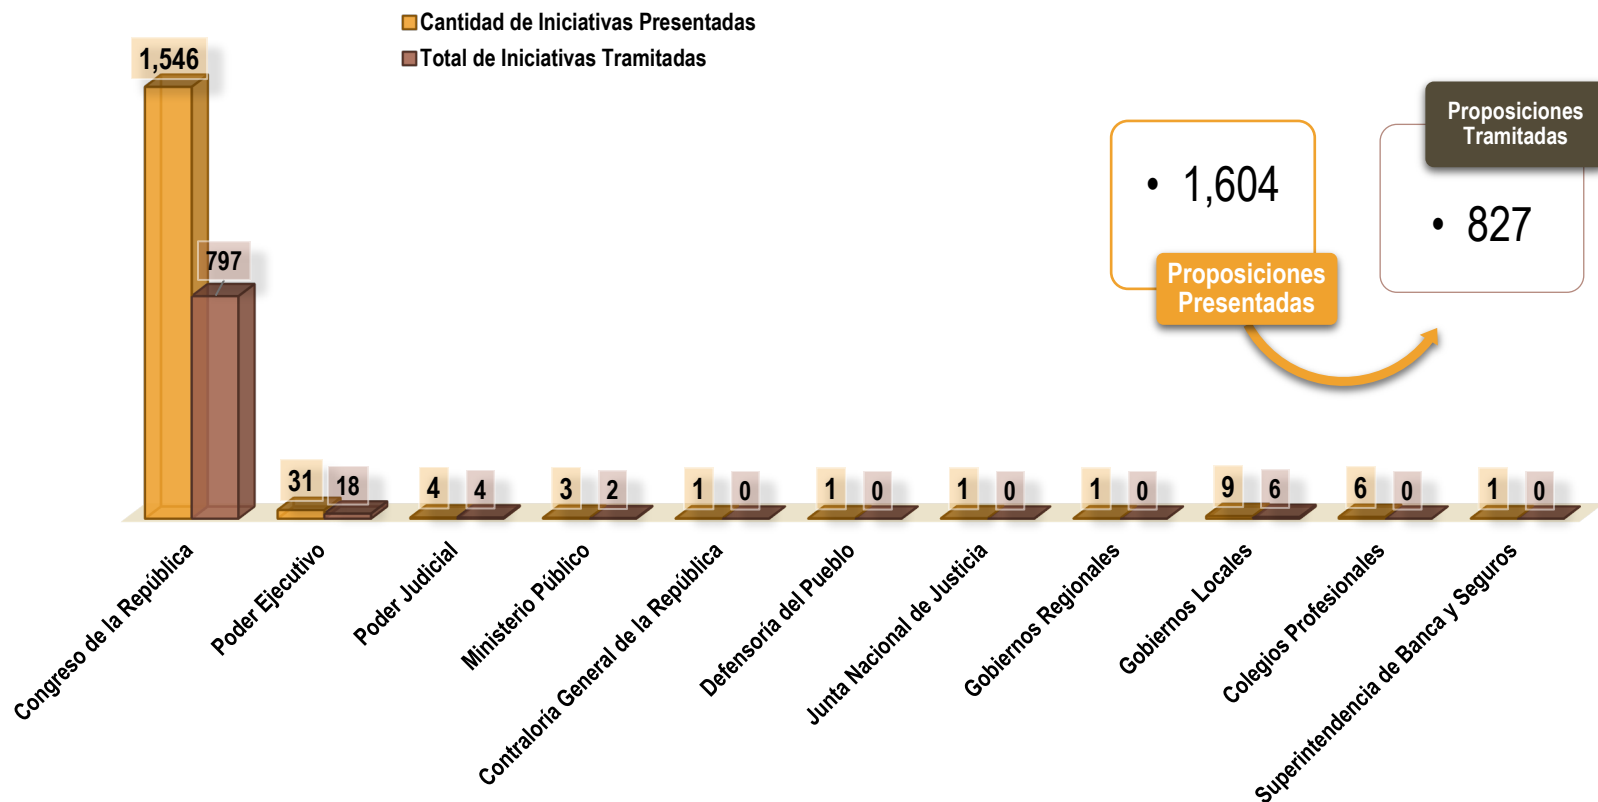 Cantidad de Iniciativas Presentadas
Total de Iniciativas Tramitadas
1,546
797
31
18
4
4
3
2
1
0
1
0
1
0
1
0
9
6
6
0
1
0
Congreso de la República
Poder Ejecutivo
Poder Judicial
Ministerio Público
Contraloría General de la República
Defensoría del Pueblo
Junta Nacional de Justicia
Gobiernos Regionales
Gobiernos Locales
Colegios Profesionales
Superintendencia de Banca y Seguros
• 1,604
Proposiciones
Presentadas
Proposiciones
Tramitadas
• 827